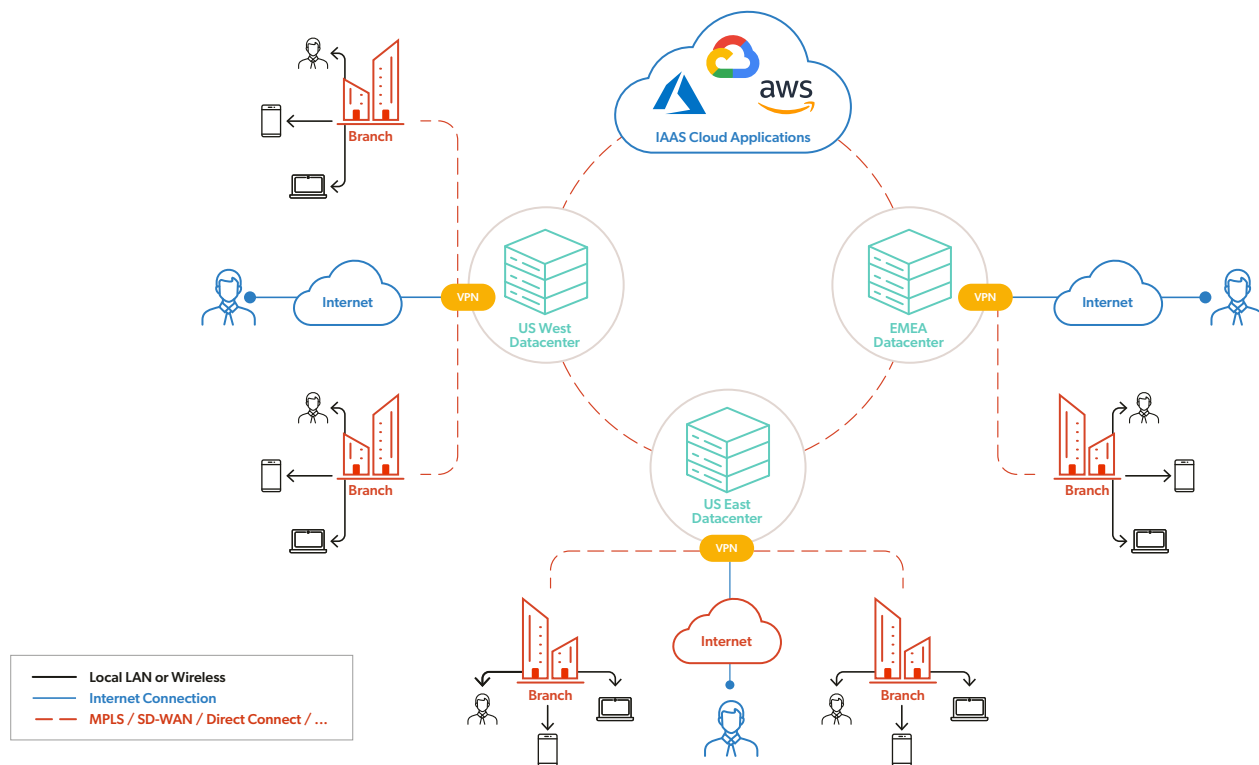 aws
IAAS Cloud Applications
Branch
Internet
VPN
US West
Datacenter
EMEA
Datacenter
VPN
Internet
Branch
US East
Datacenter
Branch
VPN
Branch
Internet
Branch
Local LAN or Wireless
Internet Connection
MPLS / SD-WAN / Direct Connect / ...